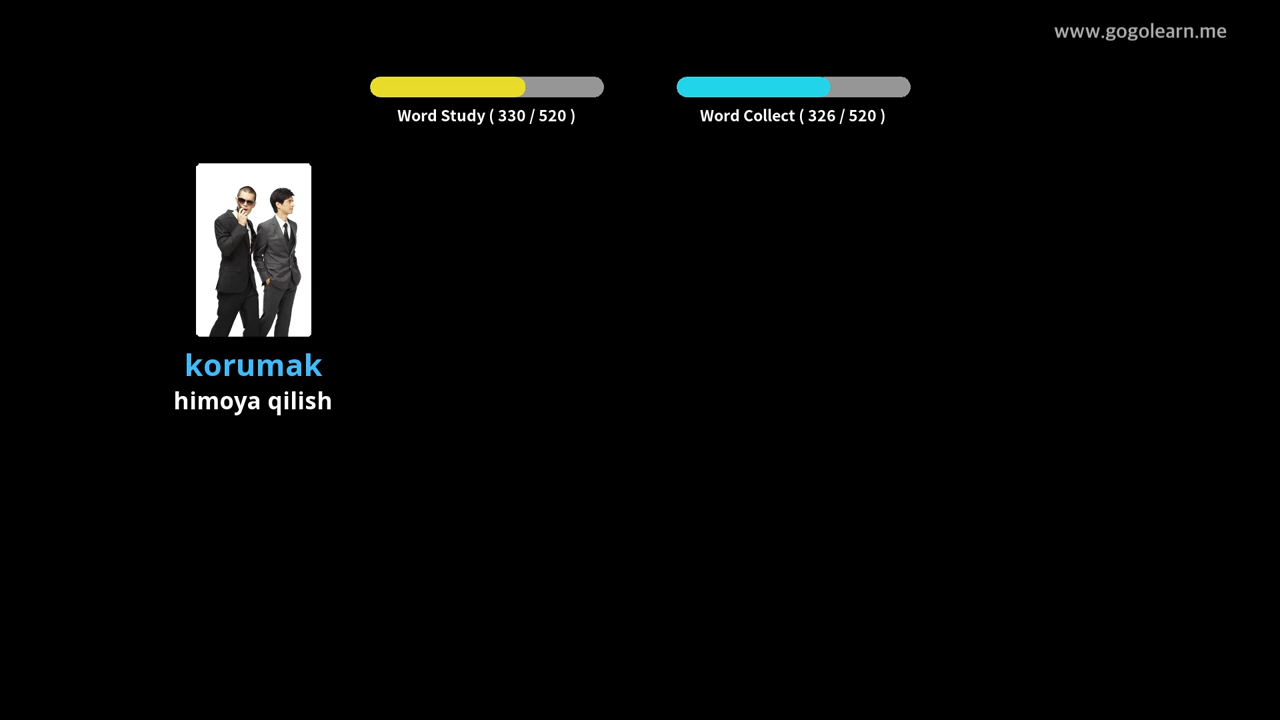 www.gogolearn.me
Word Study ( 330 / 520 )
Word Collect ( 326 / 520 )
korumak
himoya qilish